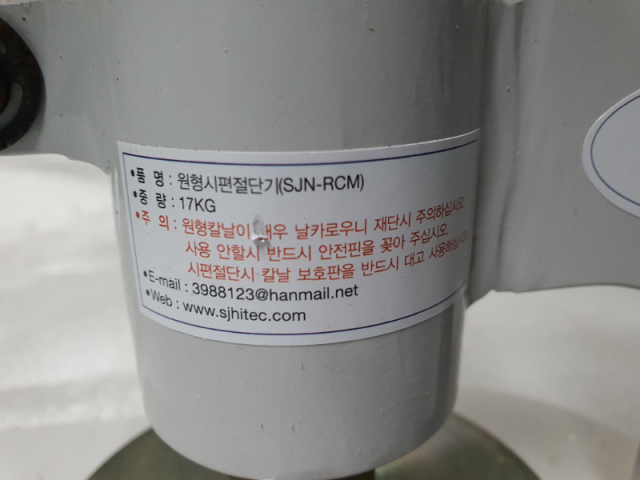 •품 명 : 원형시편절단기(SJN-RCM)
•중 량 : 17KG
•주 의 : 원형칼날이 매우 날카로우니 재단시 주의하십시오.
사용 안할시 반드시 안전핀을 꽂아 주십시오.
시편절단시 칼날 보호판을 반드시 대고 사용하십시오
•E-mail : 3988123@hanmail.net
•Web : www.sjhitec.com